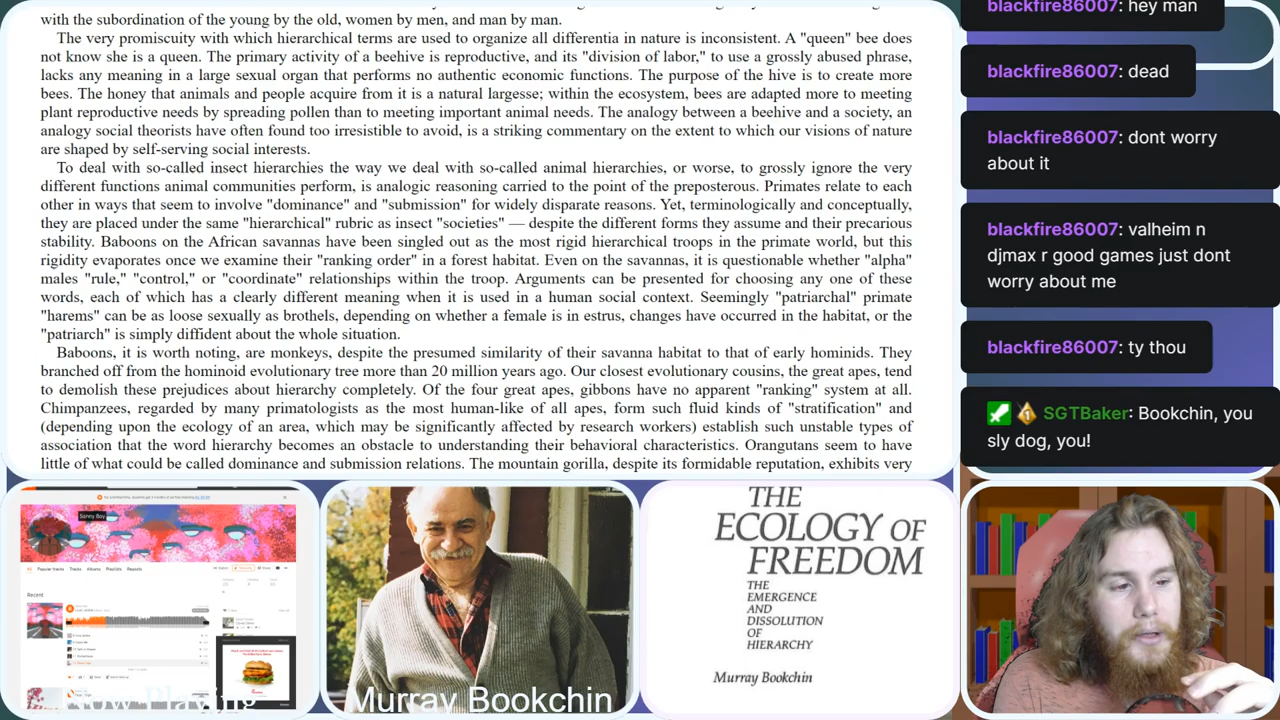 with the subordination of the young by the old, women by men, and man by man.
The very promiscuity with which hierarchical terms are used to organize all differentia in nature is inconsistent. A "queen" bee does
not know she is a queen. The primary activity of a beehive is reproductive, and its "division of labor," to use a grossly abused phrase,
lacks any meaning in a large sexual organ that performs no authentic economic functions. The purpose of the hive is to create more
bees. The honey that animals and people acquire from it is a natural largesse; within the ecosystem, bees are adapted more to meeting
plant reproductive needs by spreading pollen than to meeting important animal needs. The analogy between a beehive and a society, an
analogy social theorists have often found too irresistible to avoid, is a striking commentary on the extent to which our visions of nature
are shaped by self-serving social interests.
To deal with so-called insect hierarchies the way we deal with so-called animal hierarchies, or worse, to grossly ignore the very
different functions animal communities perform, is analogic reasoning carried to the point of the preposterous. Primates relate to each
other in ways that seem to involve "dominance" and "submission" for widely disparate reasons. Yet, terminologically and conceptually,
they are placed under the same "hierarchical" rubric as insect "societies" — despite the different forms they assume and their precarious
stability. Baboons on the African savannas have been singled out as the most rigid hierarchical troops in the primate world, but this
rigidity evaporates once we examine their "ranking order" in a forest habitat. Even on the savannas, it is questionable whether "alpha"
males "rule," "control," or "coordinate" relationships within the troop. Arguments can be presented for choosing any one of these
words, each of which has a clearly different meaning when it is used in a human social context. Seemingly "patriarchal" primate
"harems" can be as loose sexually as brothels, depending on whether a female is in estrus, changes have occurred in the habitat, or the
"patriarch" is simply diffident about the whole situation.
Baboons, it is worth noting, are monkeys, despite the presumed similarity of their savanna habitat to that of early hominids. They
branched off from the hominoid evolutionary tree more than 20 million years ago. Our closest evolutionary cousins, the great apes, tend
to demolish these prejudices about hierarchy completely. Of the four great apes, gibbons have no apparent "ranking" system at all.
Chimpanzees, regarded by many primatologists as the most human-like of all apes, form such fluid kinds of "stratification" and
(depending upon the ecology of an area, which may be significantly affected by research workers) establish such unstable types of
association that the word hierarchy becomes an obstacle to understanding their behavioral characteristics. Orangutans seem to have
little of what could be called dominance and submission relations. The mountain gorilla, despite its formidable reputation, exhibits very
blackfire86007: hey man
blackfire86007: dead
blackfire86007: dont worry
about it
blackfire86007: valheim n
djmax r good games just dont
worry about me
blackfire86007: ty thou
SGTBaker: Bookchin, you
sly dog, you!
Sonny Boy
Popular tracks Tracks Albums Playlists Reposts
Recent
Now Playing
Murray Bookchin
THE
ECOLOGY OF
FREEDOM
THE
EMERGENCE
AND
DISSOLUTION
OF
HIERARCHY
Murray Bookchin